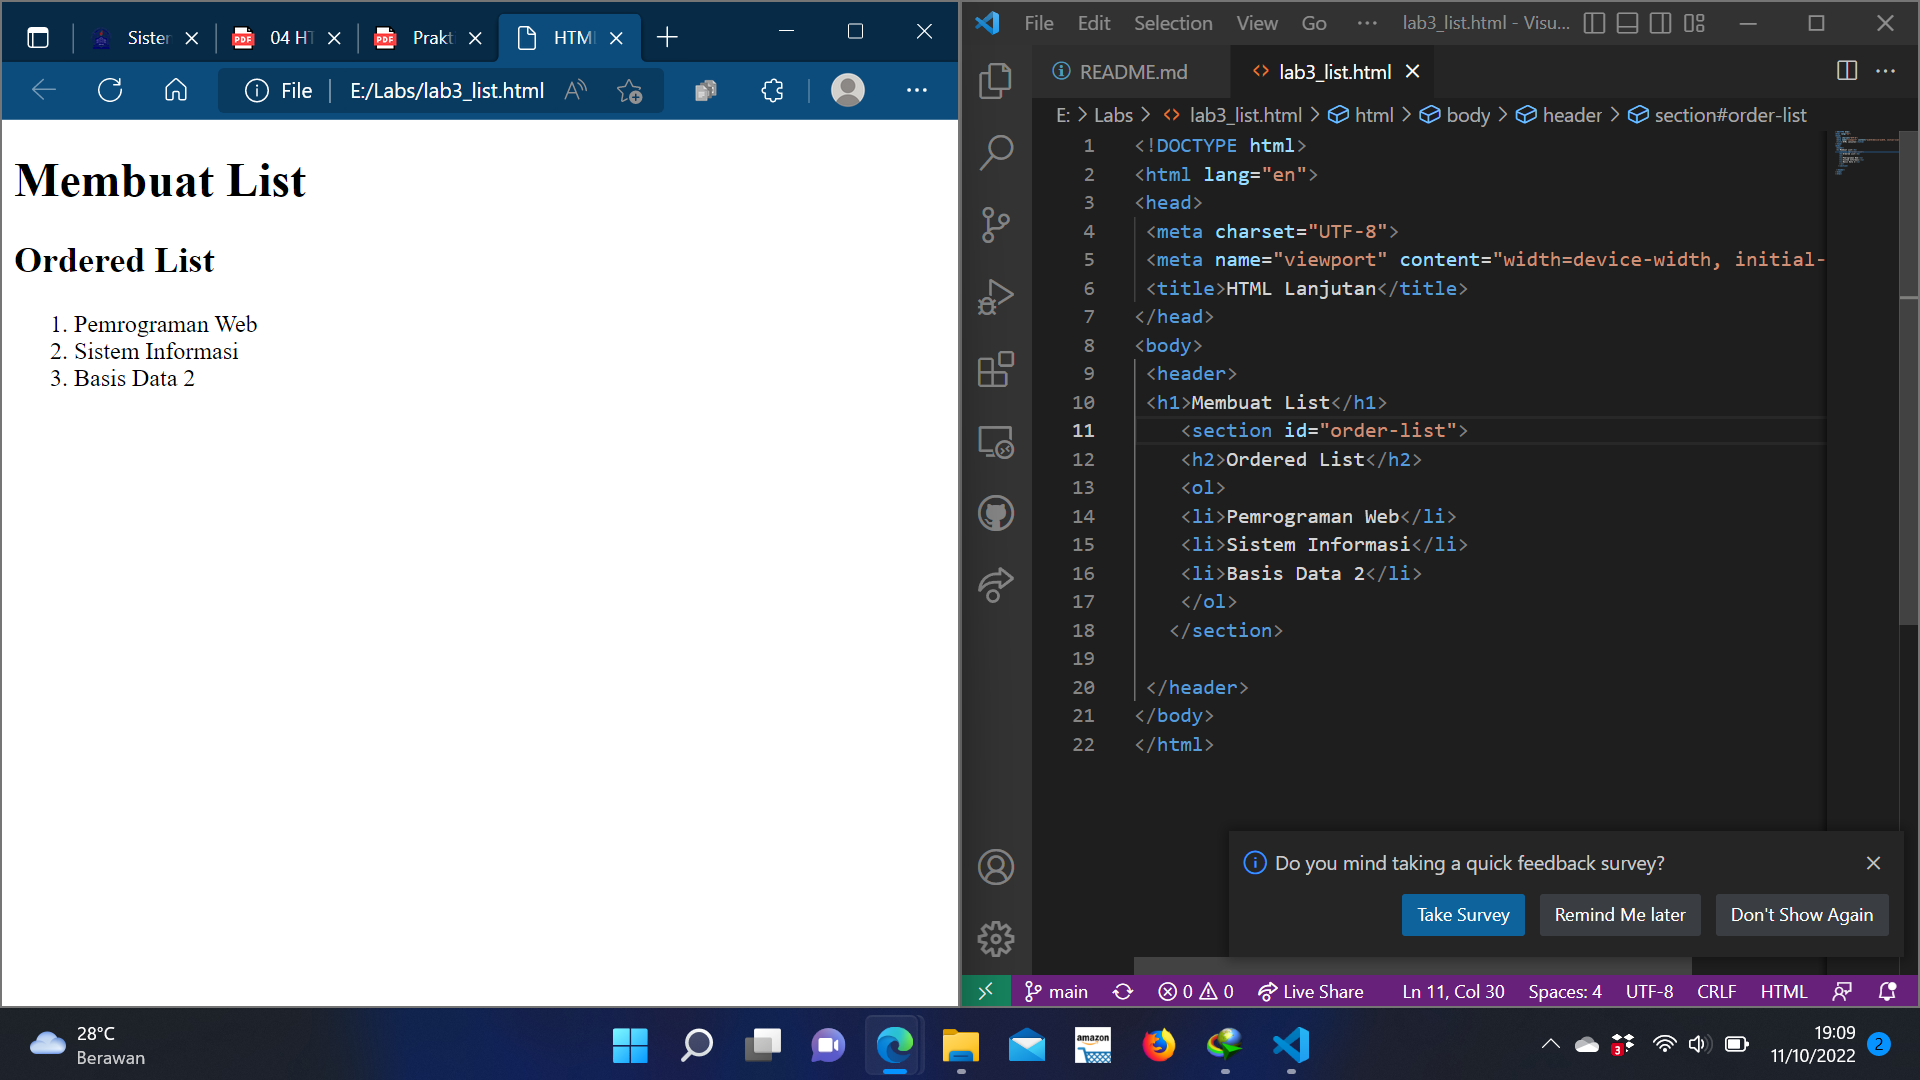 Sister
04 HT
Prakt
HTML
File
E:/Labs/lab3_list.html
Membuat List
Ordered List
1. Pemrograman Web
2. Sistem Informasi
3. Basis Data 2
File Edit Selection View Go ··· lab3_list.html - Visu...
README.md
lab3_list.html
E: > Labs > lab3_list.html > html > body > header > section#order-list
1 <!DOCTYPE html>
2 <html lang="en">
3 <head>
4 <meta charset="UTF-8">
5 <meta name="viewport" content="width=device-width, initial-
6 <title>HTML Lanjutan</title>
7 </head>
8 <body>
9 <header>
10 <h1>Membuat List</h1>
11 <section id="order-list">
12 <h2>Ordered List</h2>
13 <ol>
14 <li>Pemrograman Web</li>
15 <li>Sistem Informasi</li>
16 <li>Basis Data 2</li>
17 </ol>
18 </section>
19
20 </header>
21 </body>
22 </html>
Do you mind taking a quick feedback survey?
Take Survey
Remind Me later
Don't Show Again
main
0 0
Live Share
Ln 11, Col 30
Spaces: 4
UTF-8
CRLF
HTML
28°C
Berawan
amazon
3
19:09
11/10/2022
2